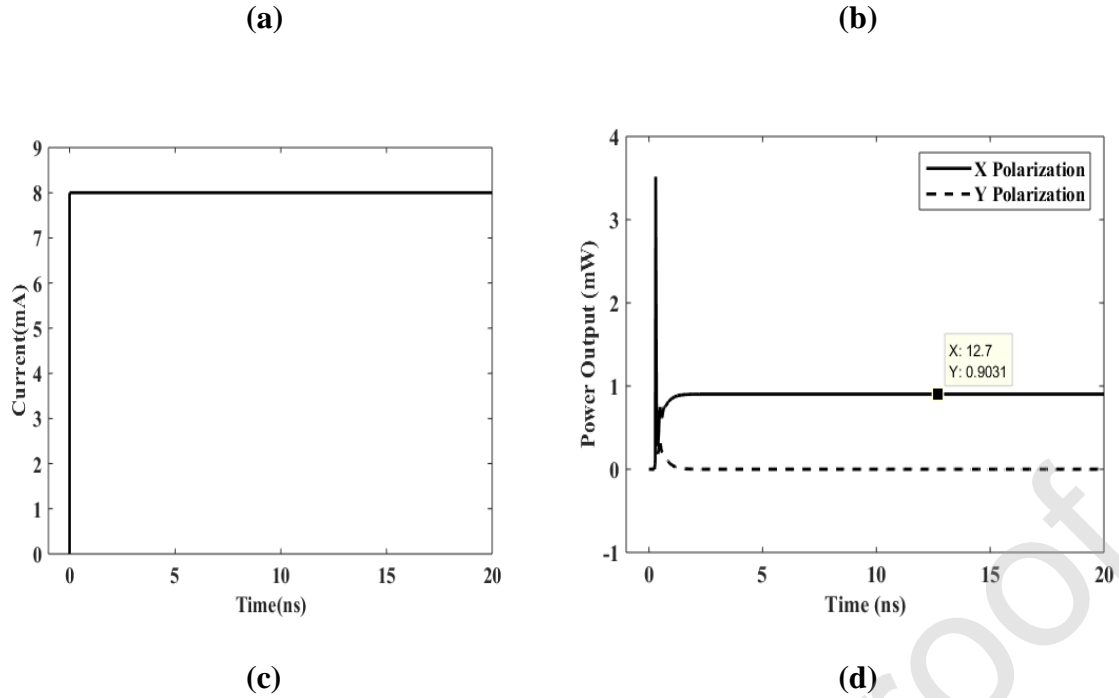 (a)
(b)
9
8
7
6
5
4
3
2
1
0
Current(mA)
0
5
10
15
20
Time(ns)
4
3
2
1
0
-1
Power Output (mW)
X Polarization
Y Polarization
X: 12.7
Y: 0.9031
0
5
10
15
20
Time (ns)
(c)
(d)
roof